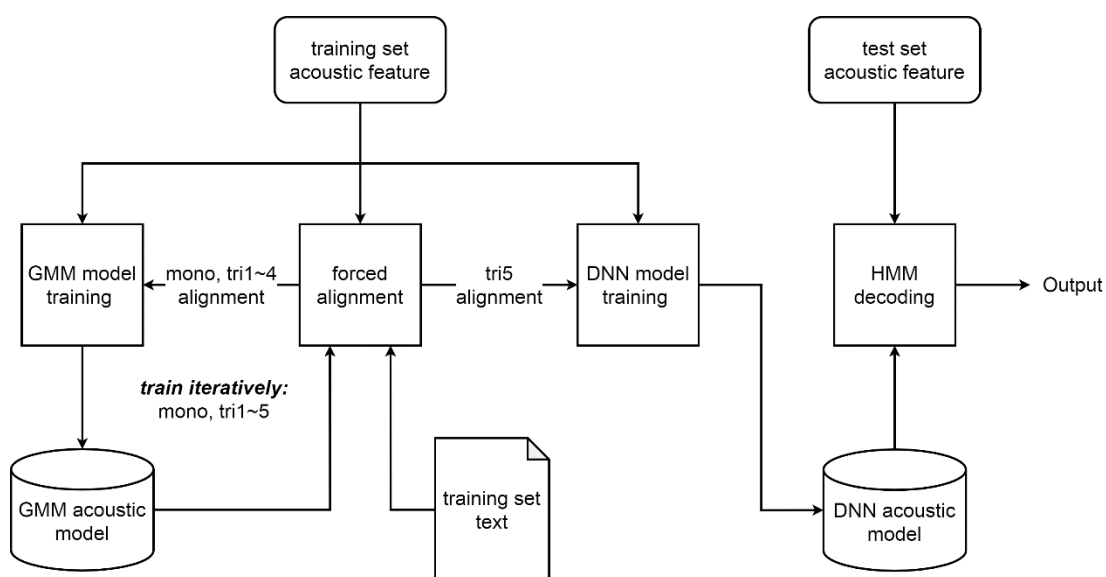 training set
acoustic feature
test set
acoustic feature
GMM model
training
mono, tri1~4
alignment
forced
alignment
tri5
alignment
DNN model
training
HMM
decoding
Output
train iteratively:
mono, tri1~5
GMM acoustic
model
training set
text
DNN acoustic
model